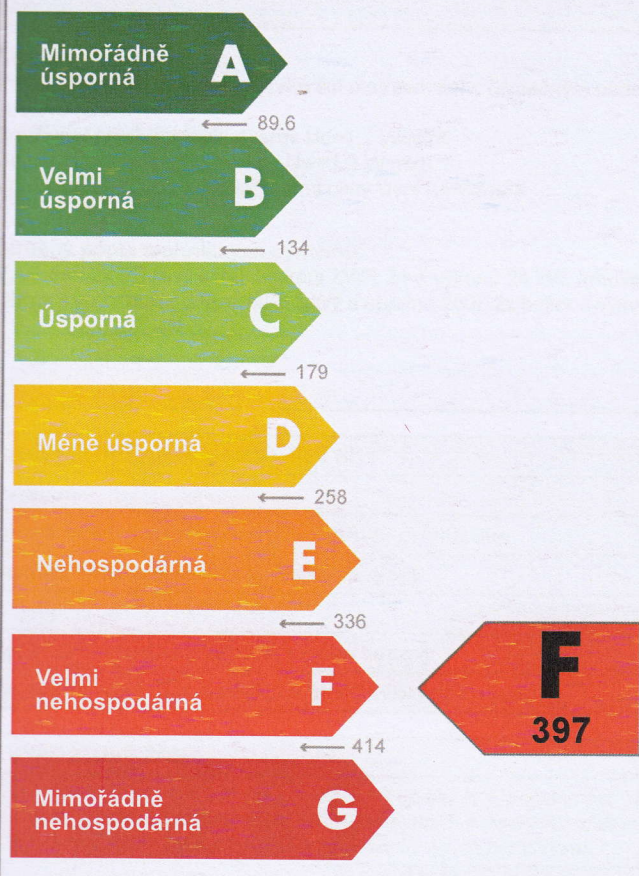 Mimořádně
úsporná
A
89.6
Velmi
úsporná
B
134
Úsporná
C
179
Méně úsporná
D
258
Nehospodárná
E
336
Velmi
nehospodárná
F
F
397
414
Mimořádně
nehospodárná
G